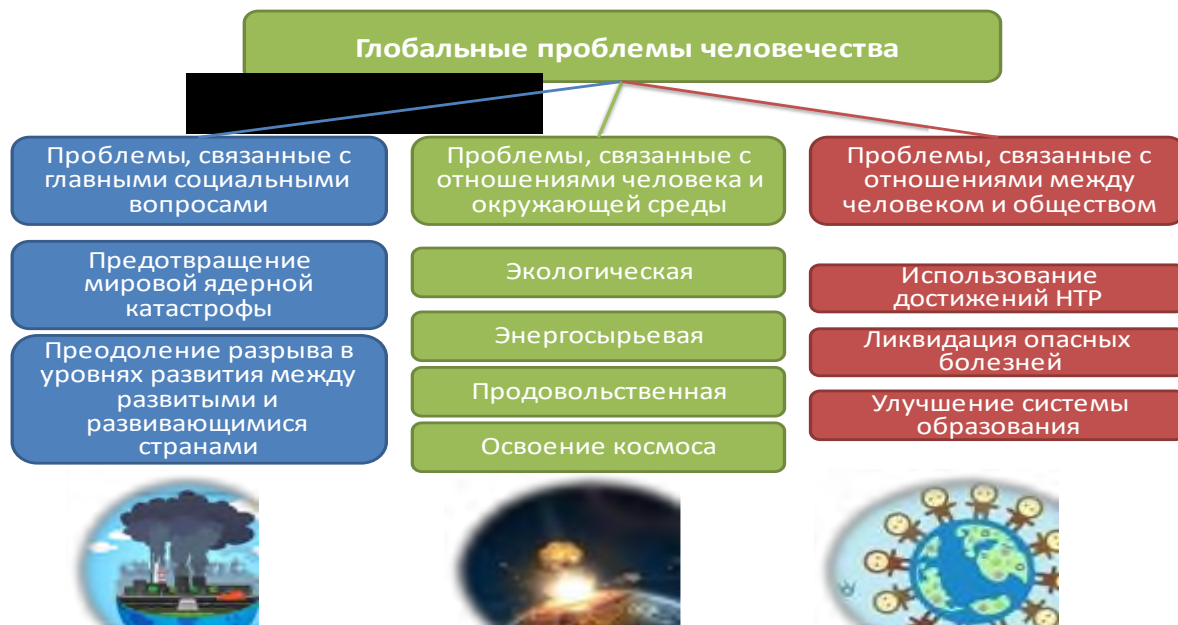 Глобальные проблемы человечества
Проблемы, связанные с
главными социальными
вопросами
Предотвращение
мировой ядерной
катастрофы
Преодоление разрыва в
уровнях развития между
развитыми и
развивающимися
странами
Проблемы, связанные с
отношениями человека и
окружающей среды
Экологическая
Энергосырьевая
Продовольственная
Освоение космоса
Проблемы, связанные с
отношениями между
человеком и обществом
Использование
достижений НТР
Ликвидация опасных
болезней
Улучшение системы
образования